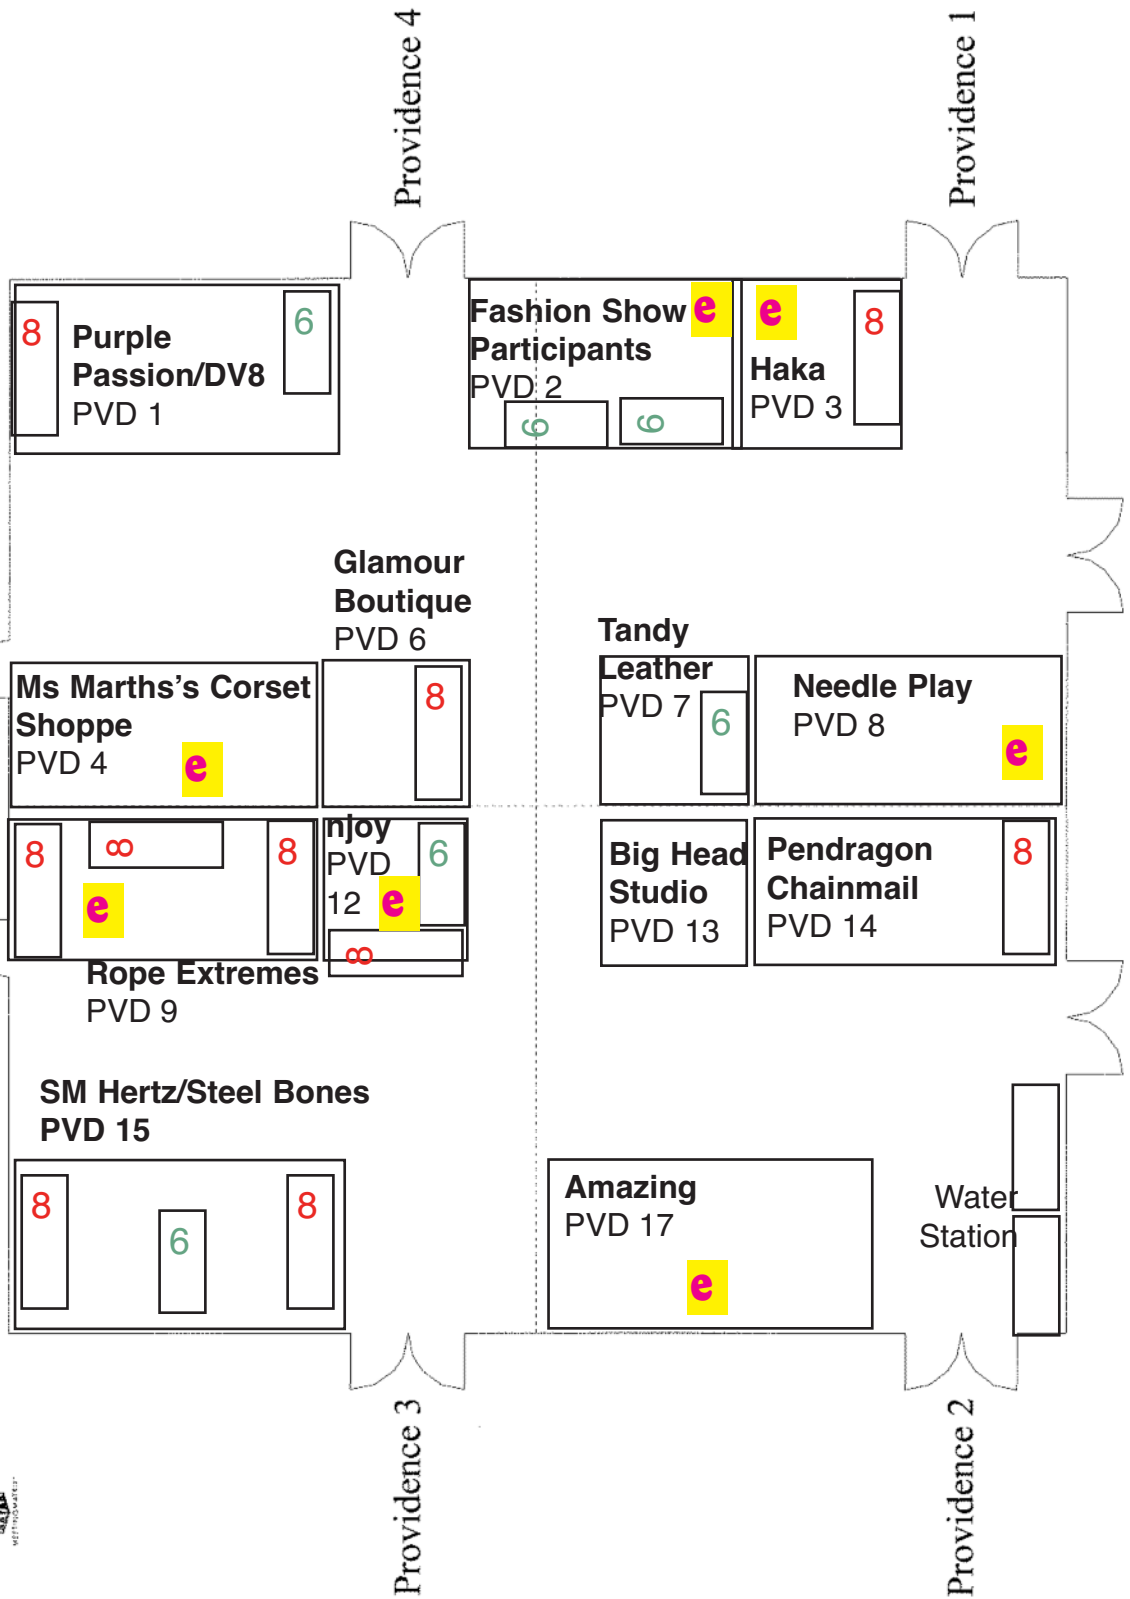 Providence 4
Providence 1
8
Purple
Passion/DV8
PVD 1
6
Fashion Show
Participants
PVD 2
e
6
6
e
Haka
PVD 3
8
Glamour
Boutique
PVD 6
8
Tandy
Leather
PVD 7
6
Needle Play
PVD 8
e
Ms Marths's Corset
Shoppe
PVD 4
e
8
8
8
e
Rope Extremes
PVD 9
njoy
PVD
12
e
6
8
Big Head
Studio
PVD 13
Pendragon
Chainmail
PVD 14
8
SM Hertz/Steel Bones
PVD 15
8
6
8
Amazing
PVD 17
e
Water
Station
Providence 3
Providence 2